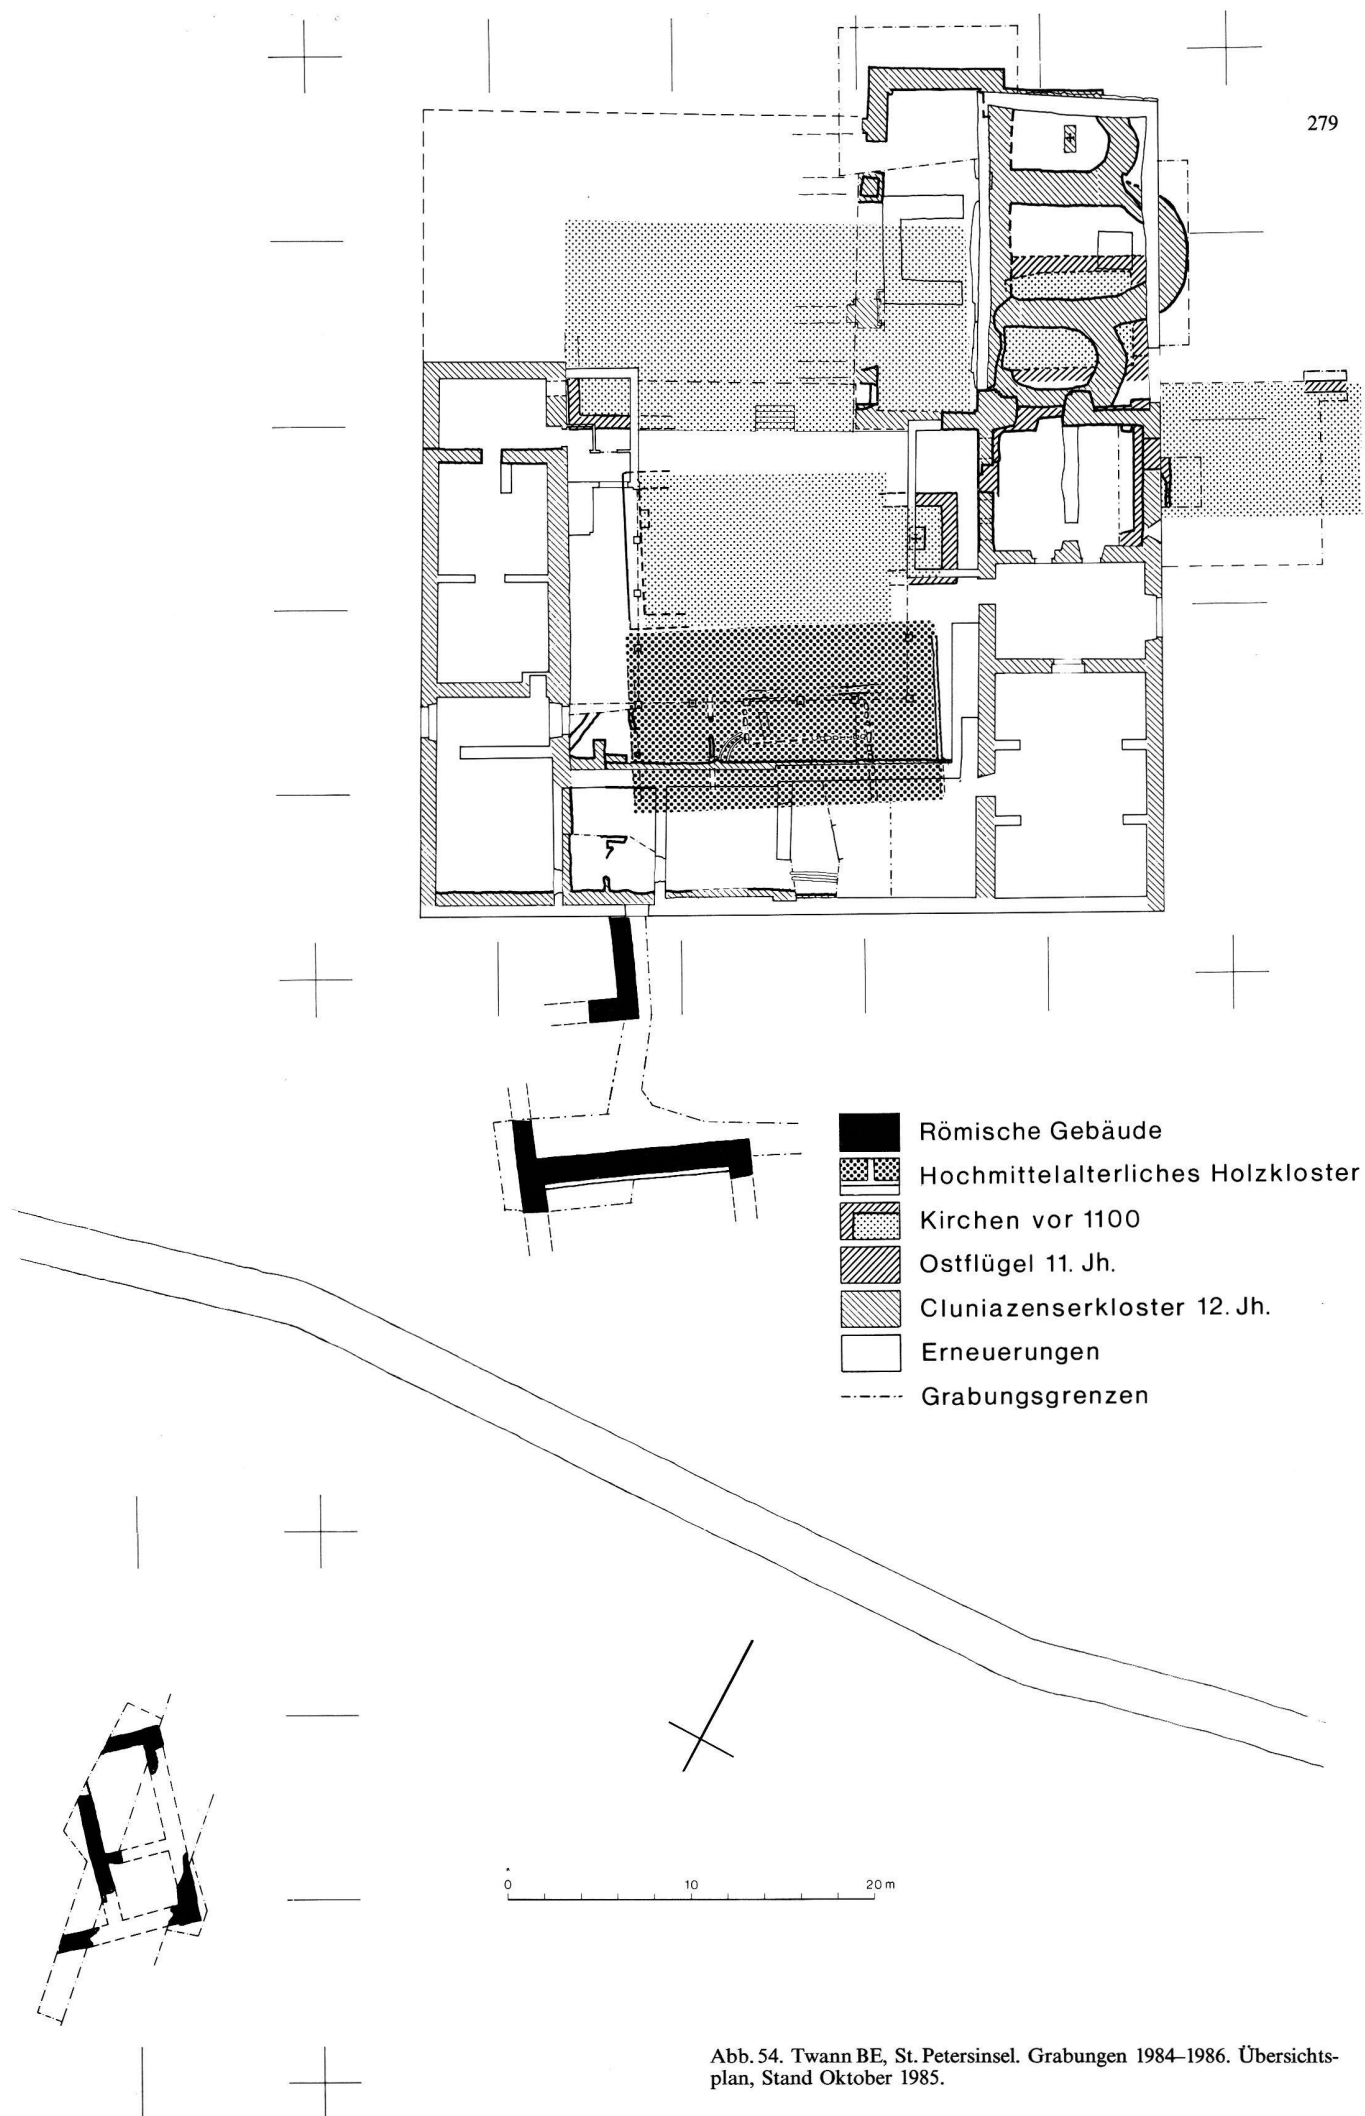 279
Römische Gebäude
Hochmittelalterliches Holzkloster
Kirchen vor 1100
Ostflügel 11. Jh.
Cluniazenserkloster 12. Jh.
Erneuerungen
Grabungsgrenzen
0 10 20 m
Abb. 54. Twann BE, St. Petersinsel. Grabungen 1984–1986. Übersichts-
plan, Stand Oktober 1985.